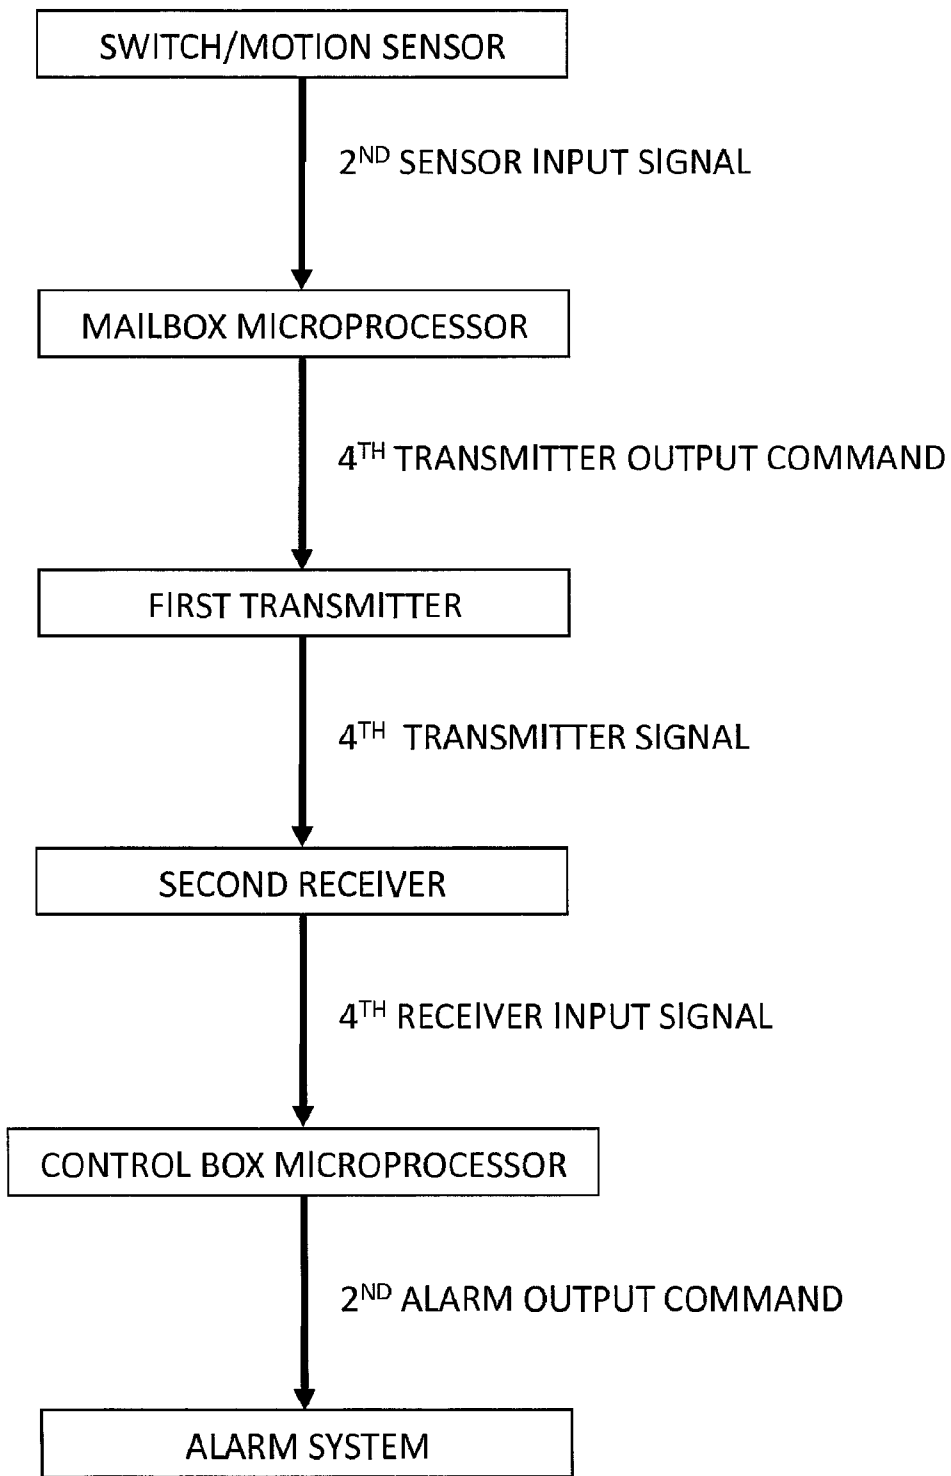 SWITCH/MOTION SENSOR
2ND SENSOR INPUT SIGNAL
MAILBOX MICROPROCESSOR
4TH TRANSMITTER OUTPUT COMMAND
FIRST TRANSMITTER
4TH TRANSMITTER SIGNAL
SECOND RECEIVER
4TH RECEIVER INPUT SIGNAL
CONTROL BOX MICROPROCESSOR
2ND ALARM OUTPUT COMMAND
ALARM SYSTEM